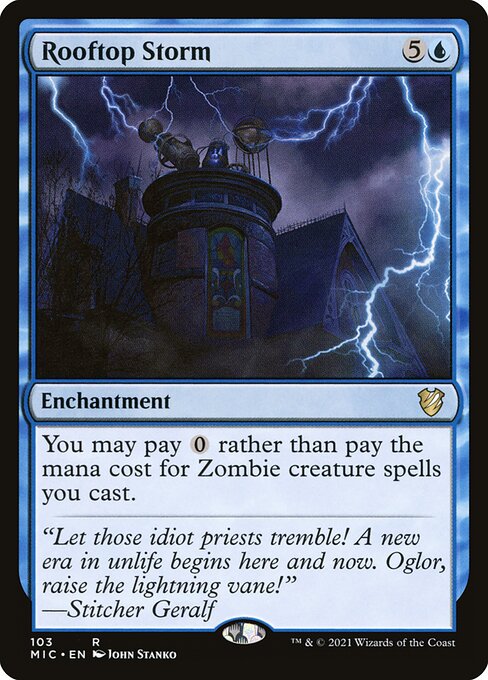 Rooftop Storm 5
Enchantment
You may pay 0 rather than pay the
mana cost for Zombie creature spells
you cast.
“Let those idiot priests tremble! A new
era in unlife begins here and now. Oglor,
raise the lightning vane!”
—Stitcher Geralf
103 R
MIC • EN JOHN STANKO
™ & © 2021 Wizards of the Coast